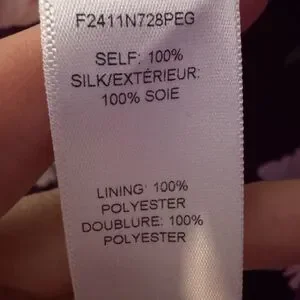 F2411N728PEG
SELF: 100%
SILK/EXTÉRIEUR:
100% SOIE
LINING: 100%
POLYESTER
DOUBLURE: 100%
POLYESTER